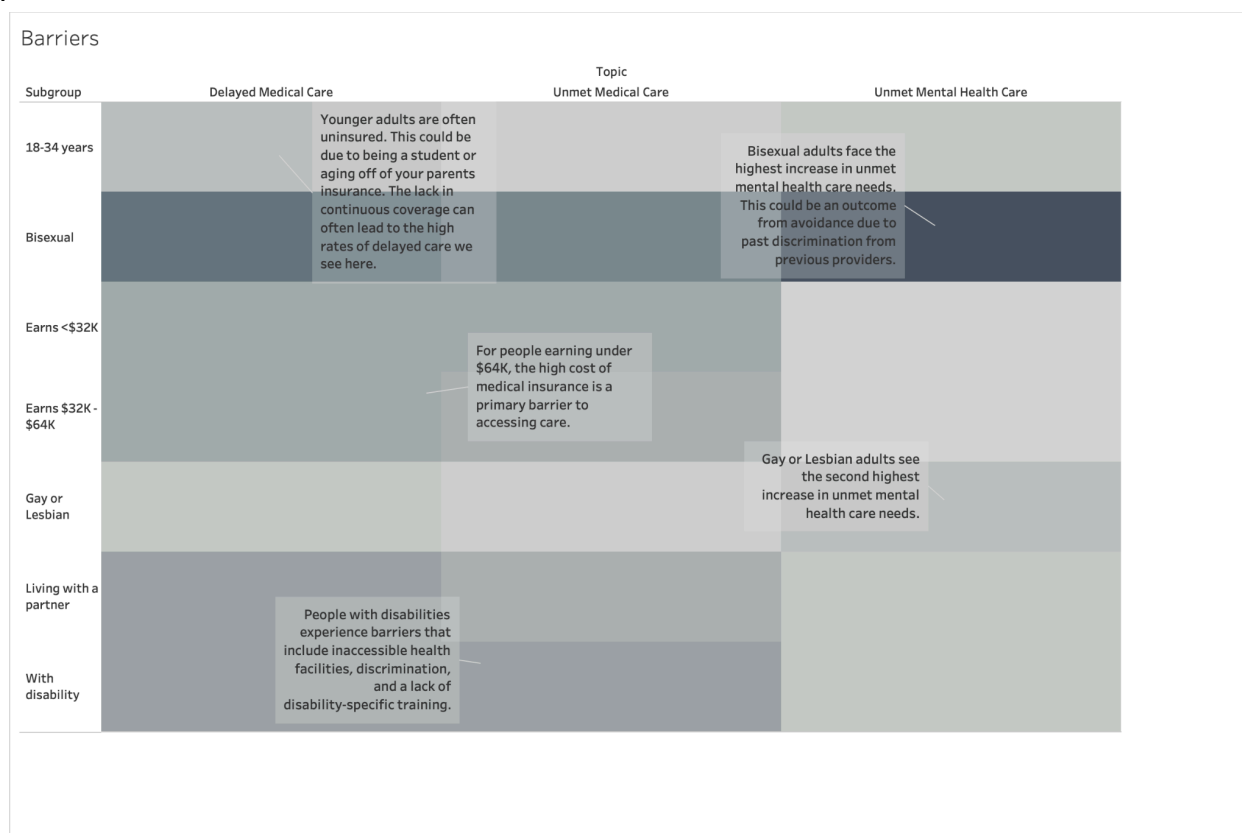 Barriers
Topic
Subgroup
Delayed Medical Care
Unmet Medical Care
Unmet Mental Health Care
18-34 years
Younger adults are often
uninsured. This could be
due to being a student or
aging off of your parents
insurance. The lack in
continuous coverage can
often lead to the high
rates of delayed care we
see here.
Bisexual adults face the
highest increase in unmet
mental health care needs.
This could be an outcome
from avoidance due to
past discrimination from
previous providers.
Bisexual
Earns <$32K
For people earning under
$64K, the high cost of
medical insurance is a
primary barrier to
accessing care.
Earns $32K -
$64K
Gay or Lesbian adults see
the second highest
increase in unmet mental
health care needs.
Gay or
Lesbian
Living with a
partner
People with disabilities
experience barriers that
include inaccessible health
facilities, discrimination,
and a lack of
disability-specific training.
With
disability